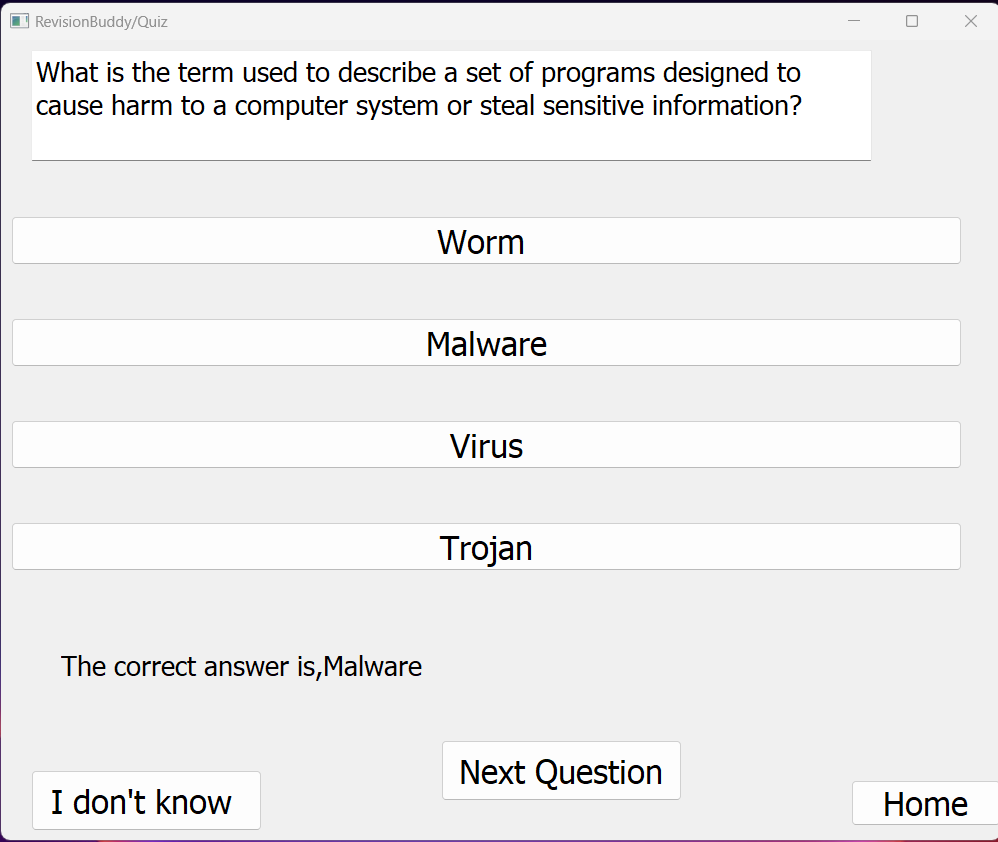 RevisionBuddy/Quiz
What is the term used to describe a set of programs designed to
cause harm to a computer system or steal sensitive information?
Worm
Malware
Virus
Trojan
The correct answer is,Malware
Next Question
I don't know
Home